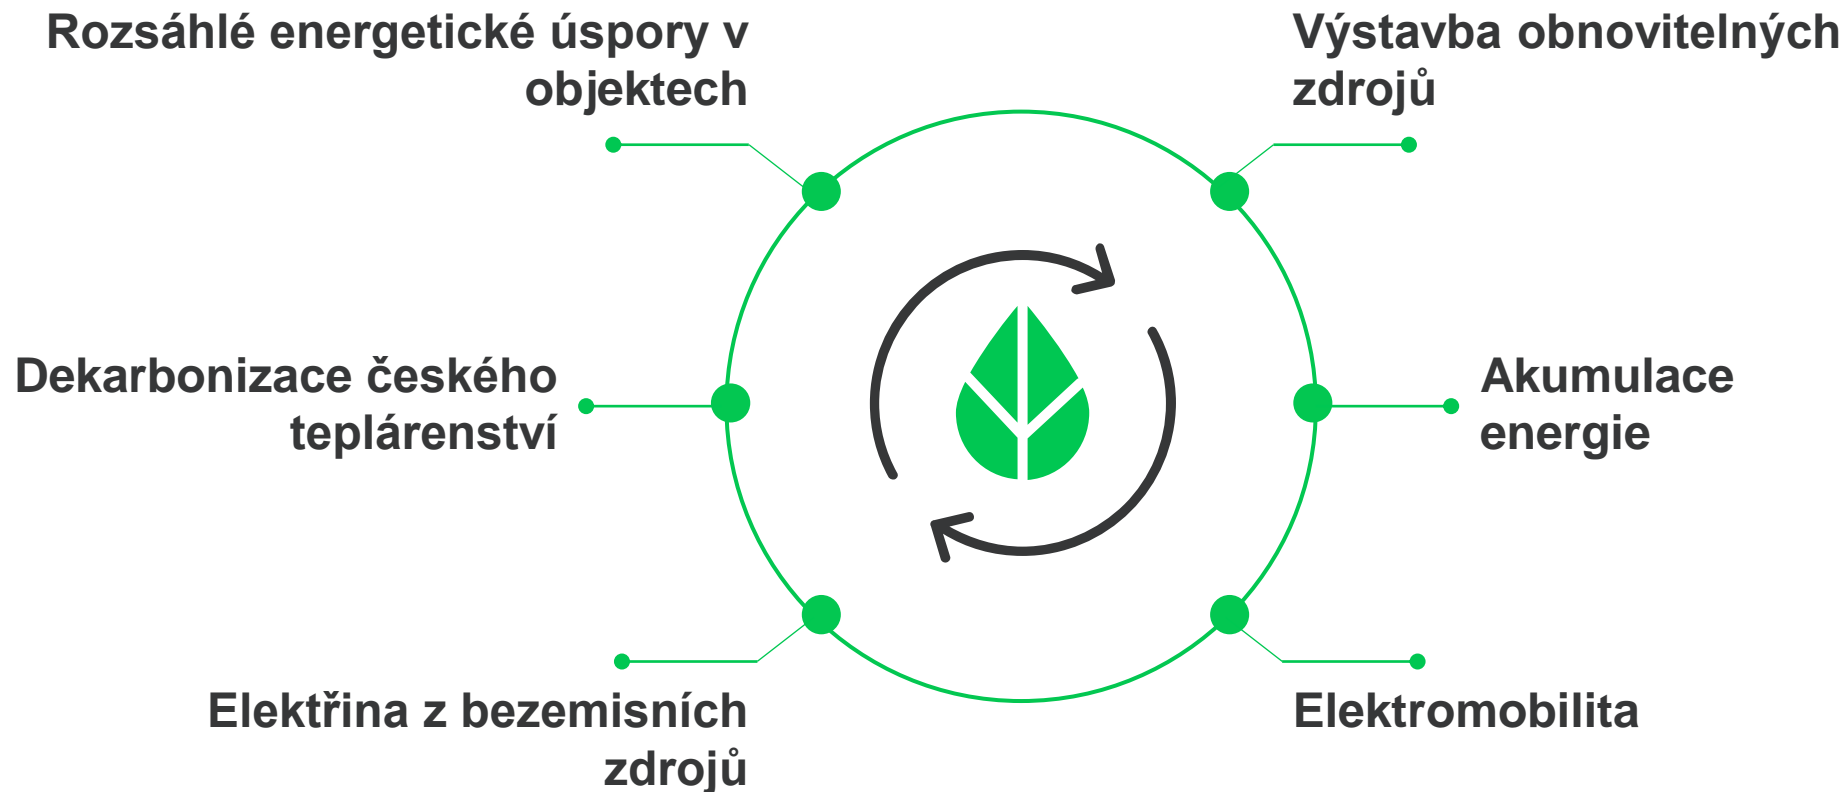 Rozsáhlé energetické úspory v
objektech
Výstavba obnovitelných
zdrojů
Dekarbonizace českého
teplárenství
Akumulace
energie
Elektřina z bezemisních
zdrojů
Elektromobilita